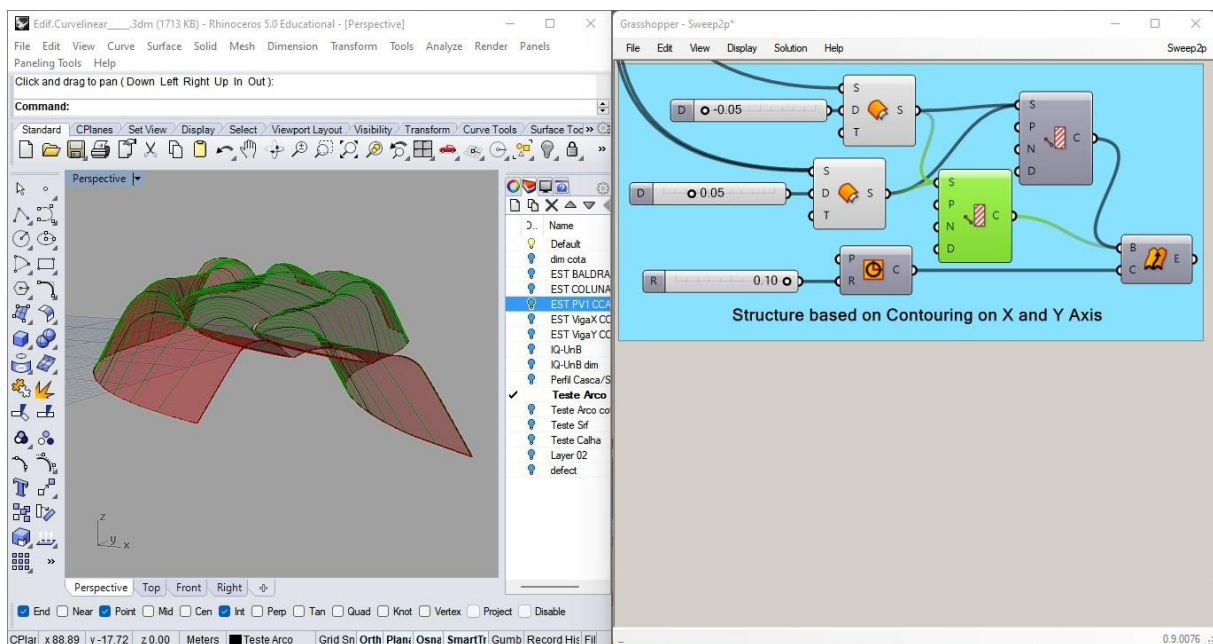 Edif.Curvelinear____.3dm (1713 KB) - Rhinoceros 5.0 Educational - [Perspective]
File Edit View Curve Surface Solid Mesh Dimension Transform Tools Analyze Render Panels
Paneling Tools Help
Click and drag to pan ( Down Left Right Up In Out ):
Command:
Standard CPlanes Set View Display Select Viewport Layout Visibility Transform Curve Tools Surface Too »
»
Perspective
D.. Name
Default
dim cota
EST BALDRA
EST COLUNA
EST PV1 CCA
EST VigaX CC
EST VigaY CC
IQ-UnB
IQ-UnB dim
Perfil Casca/S
Teste Arco
Teste Arco co
Teste Srf
Teste Calha
Layer 02
defect
z
y x
»
Perspective Top Front Right
End Near Point Mid Cen Int Perp Tan Quad Knot Vertex Project Disable
CPlar x 88.89 y -17.72 z 0.00 Meters Teste Arco Grid Sn Orth Plana Osna SmartTr Gumb Record His Fil
Grasshopper - Sweep2p*
File Edit View Display Solution Help Sweep2p
D -0.05
S
D S
T
S
P
N C
D
D 0.05
S
D S
T
S
P
N C
D
R 0.10
P
R C
B
C E
Structure based on Contouring on X and Y Axis
0.9.0076